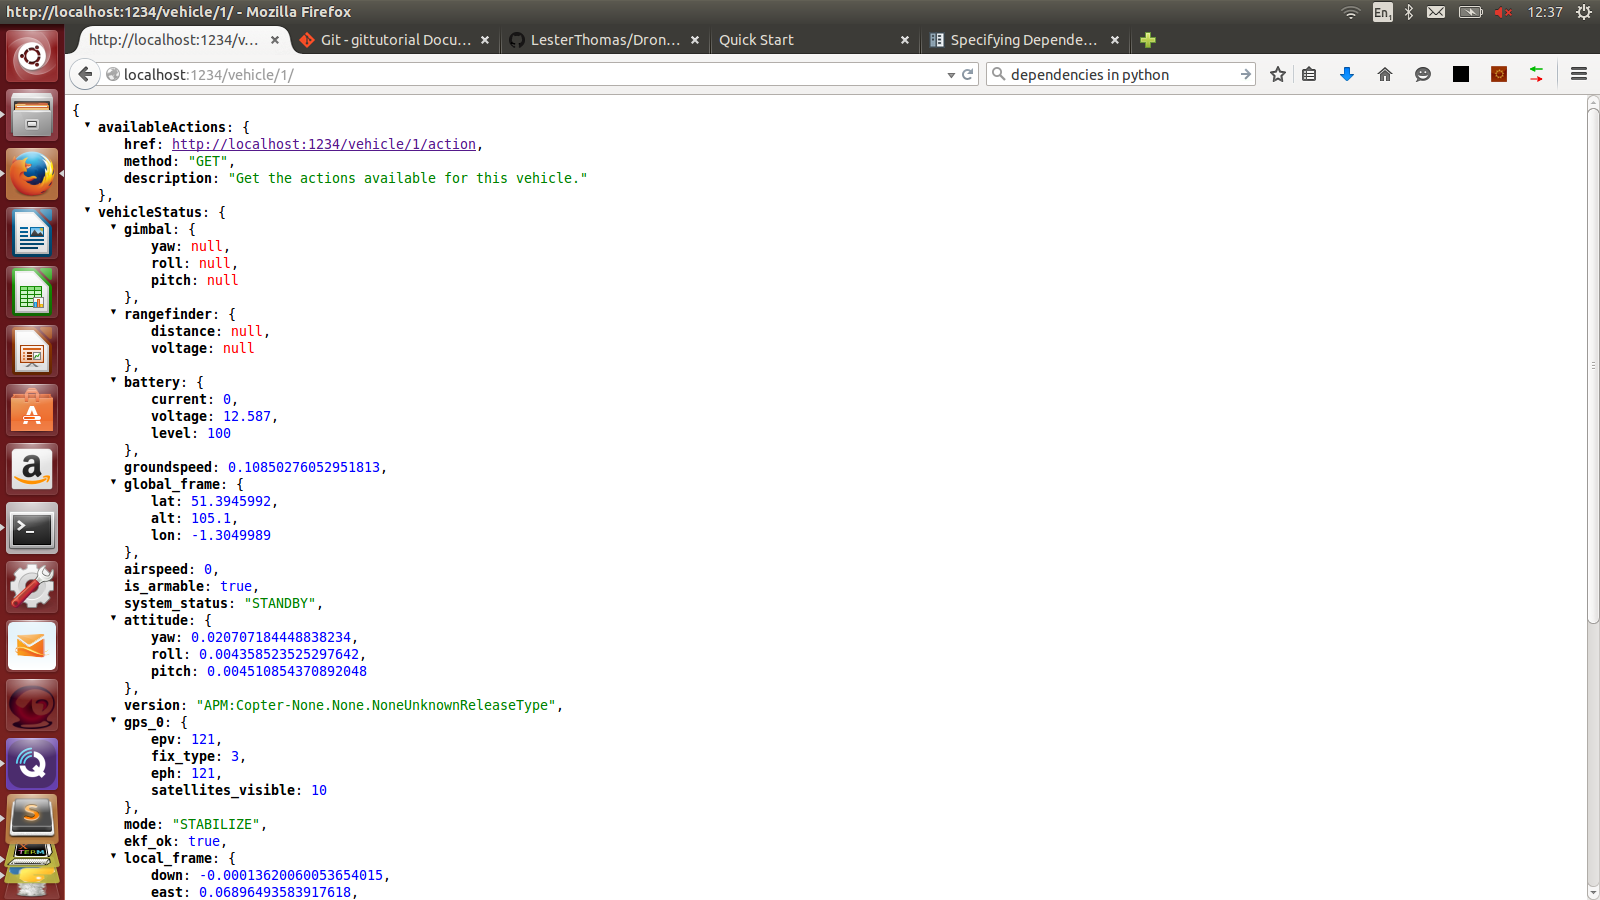 http://localhost:1234/vehicle/1/ - Mozilla Firefox
En1
12:37
http://localhost:1234/v...
Git - gittutorial Docu...
LesterThomas/Dron...
Quick Start
Specifying Depende...
localhost:1234/vehicle/1/
dependencies in python
{
availableActions: {
href: http://localhost:1234/vehicle/1/action,
method: "GET",
description: "Get the actions available for this vehicle."
},
vehicleStatus: {
gimbal: {
yaw: null,
roll: null,
pitch: null
},
rangefinder: {
distance: null,
voltage: null
},
battery: {
current: 0,
voltage: 12.587,
level: 100
},
groundspeed: 0.10850276052951813,
global_frame: {
lat: 51.3945992,
alt: 105.1,
lon: -1.3049989
},
airspeed: 0,
is_armable: true,
system_status: "STANDBY",
attitude: {
yaw: 0.020707184448838234,
roll: 0.004358523525297642,
pitch: 0.004510854370892048
},
version: "APM:Copter-None.None.NoneUnknownReleaseType",
gps_0: {
epv: 121,
fix_type: 3,
eph: 121,
satellites_visible: 10
},
mode: "STABILIZE",
ekf_ok: true,
local_frame: {
down: -0.00013620060053654015,
east: 0.06896493583917618,
XTERM